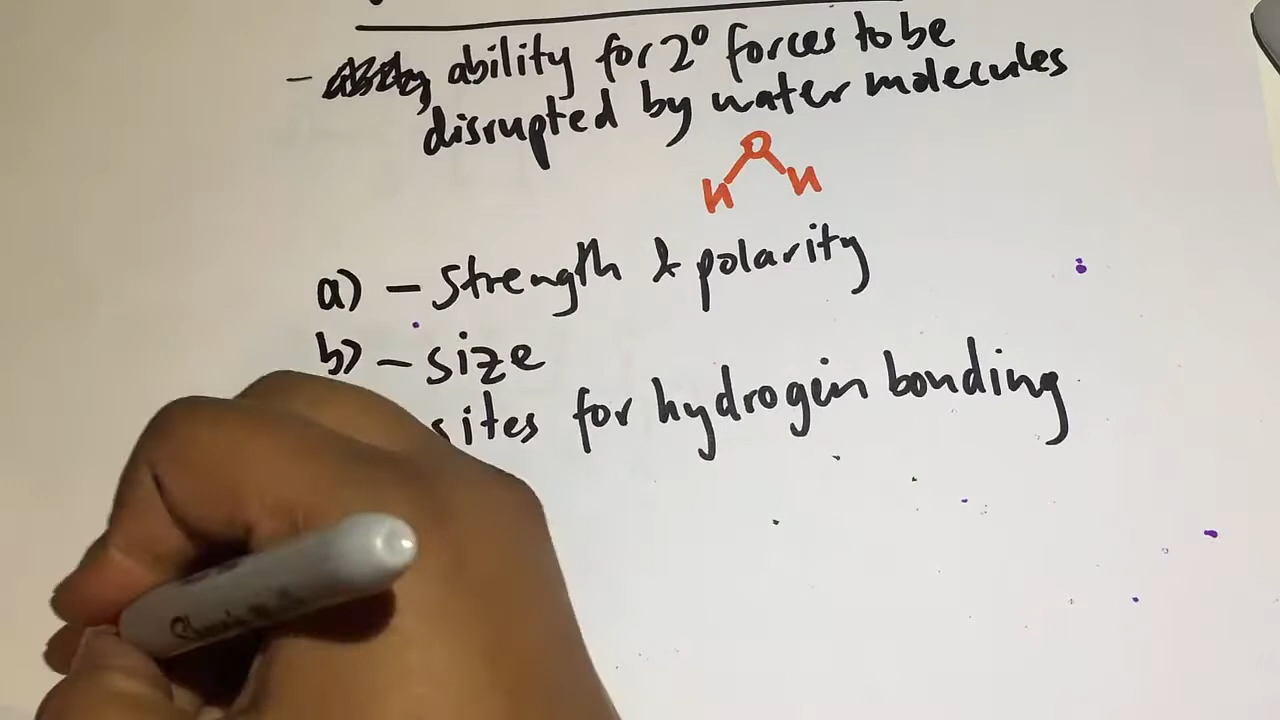 - ability for 2° forces to be
disrupted by water molecules
O
H H
a) - Strength & polarity
b) - size
sites for hydrogen bonding